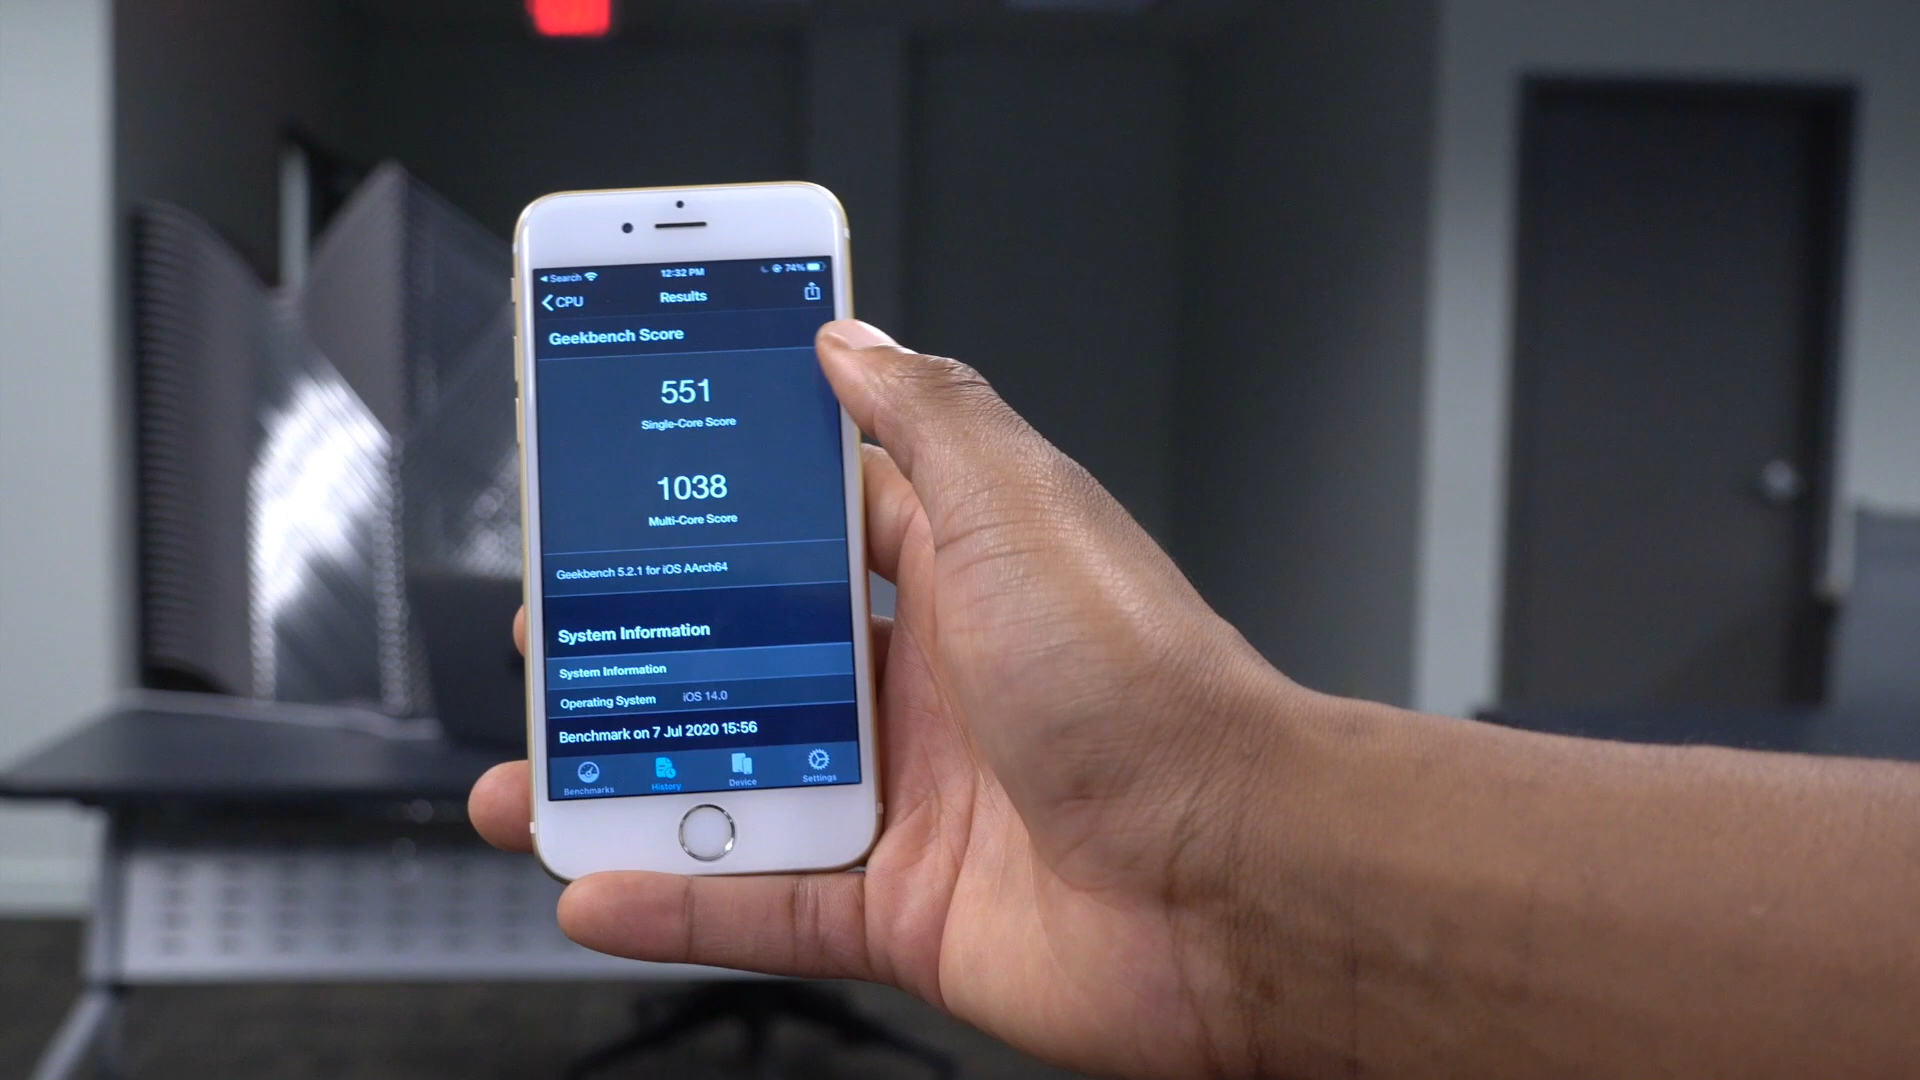 Search 12:32 PM 74%
CPU Results
Geekbench Score
551
Single-Core Score
1038
Multi-Core Score
Geekbench 5.2.1 for iOS AArch64
System Information
System Information
Operating System iOS 14.0
Benchmark on 7 Jul 2020 15:56
Benchmarks History Device Settings